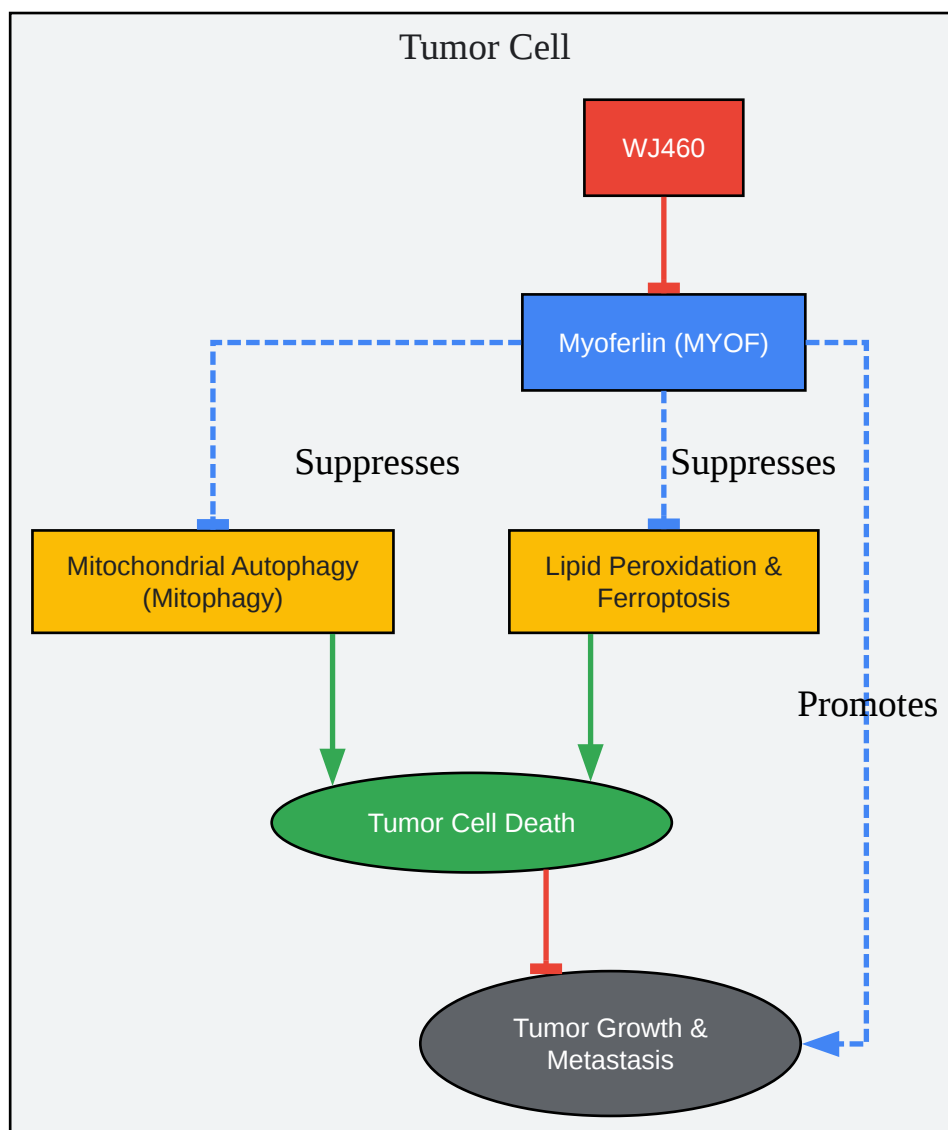 Tumor Cell
WJ460
Myoferlin (MYOF)
Suppresses
Suppresses
Mitochondrial Autophagy
(Mitophagy)
Lipid Peroxidation &
Ferroptosis
Promotes
Tumor Cell Death
Tumor Growth &
Metastasis